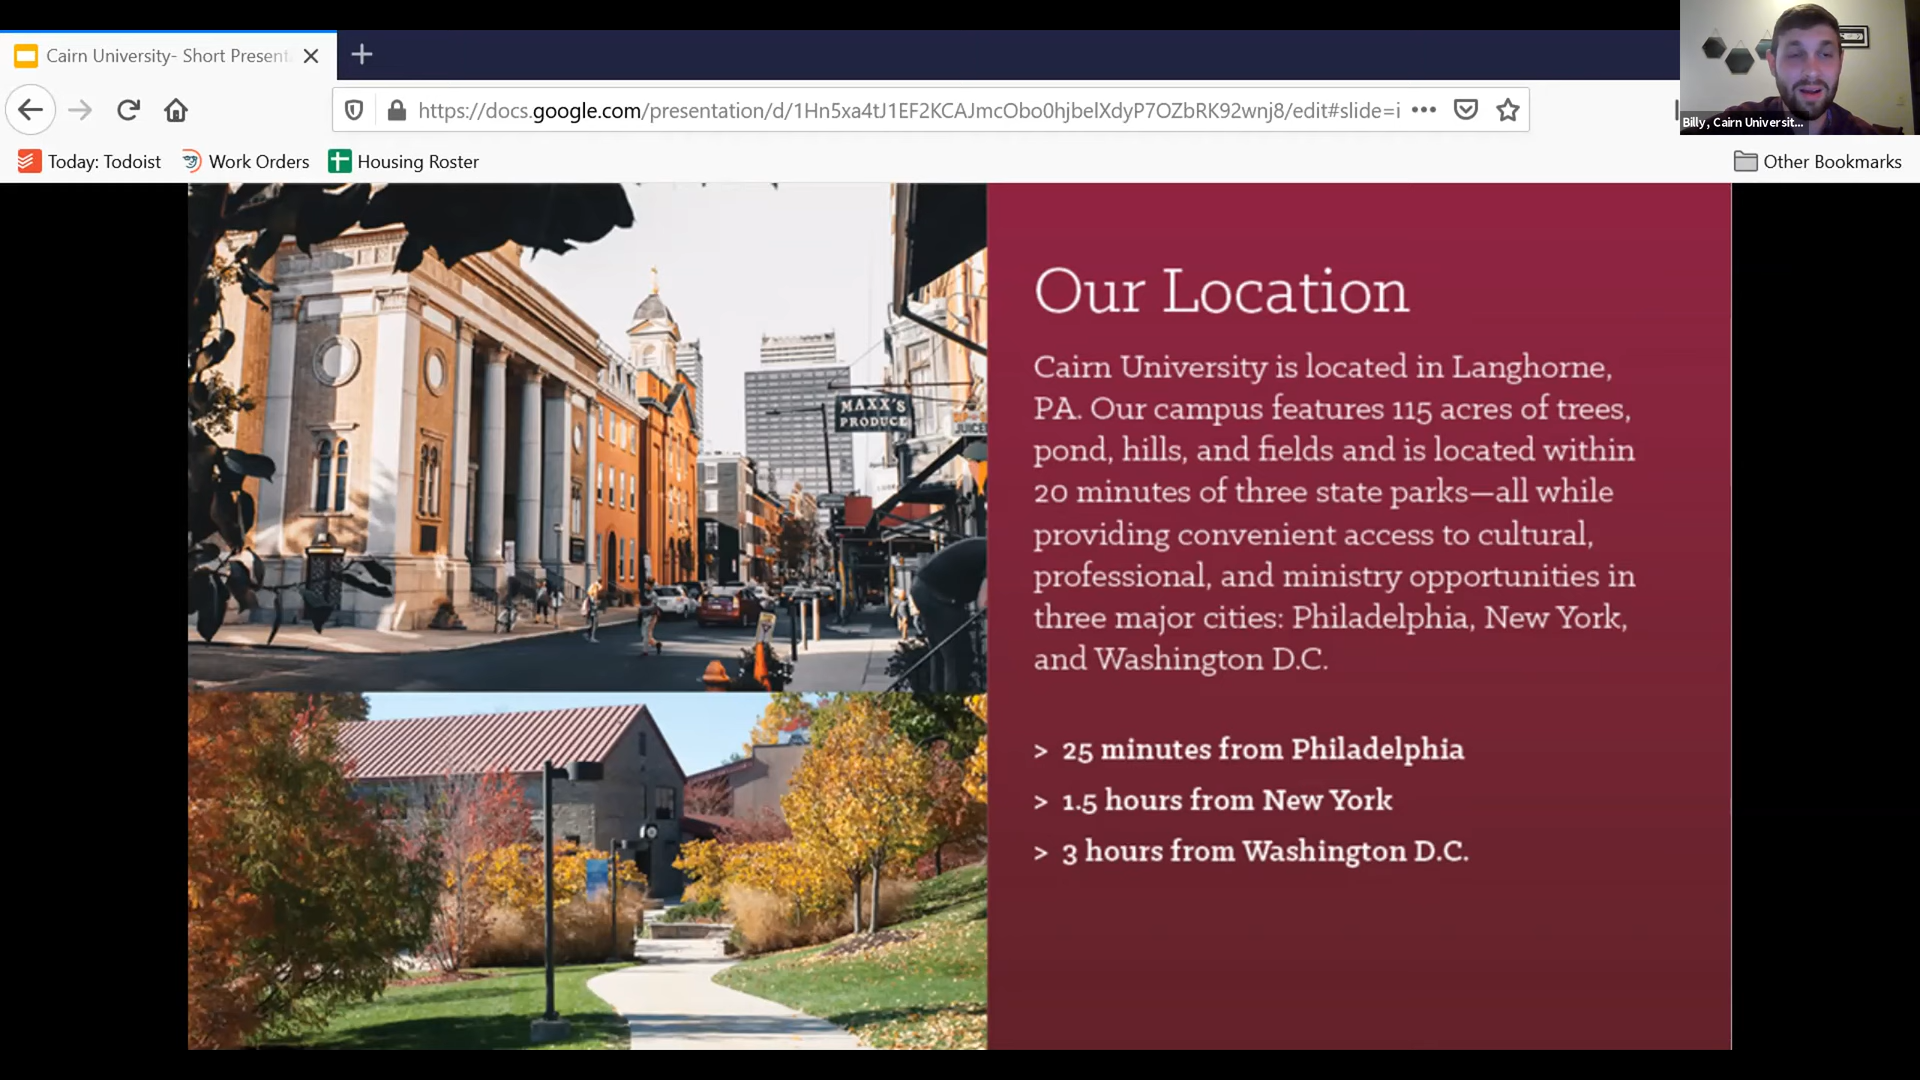 Cairn University- Short Present
https://docs.google.com/presentation/d/1Hn5xa4tJ1EF2KCAJmcObo0hjbelXdyP7OZbRK92wnj8/edit#slide=i
Billy, Cairn Universit...
Today: Todoist
Work Orders
Housing Roster
Other Bookmarks
MAXX'S
PRODUCE
Our Location
Cairn University is located in Langhorne,
PA. Our campus features 115 acres of trees,
pond, hills, and fields and is located within
20 minutes of three state parks—all while
providing convenient access to cultural,
professional, and ministry opportunities in
three major cities: Philadelphia, New York,
and Washington D.C.
> 25 minutes from Philadelphia
> 1.5 hours from New York
> 3 hours from Washington D.C.